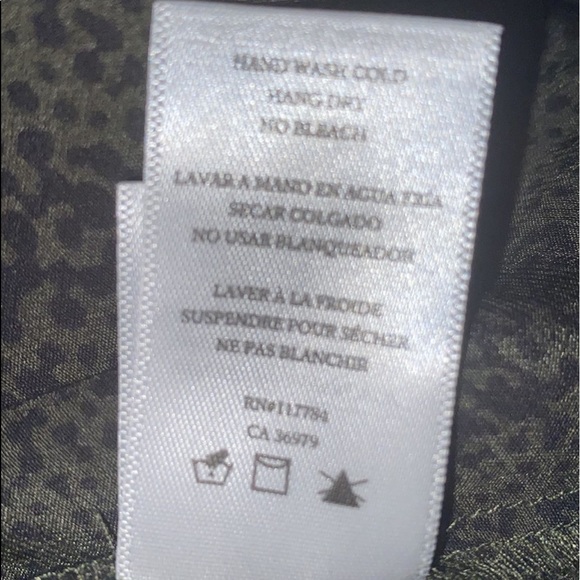 HAND WASH COLD
HANG DRY
NO BLEACH
LAVAR A MANO EN AGUA FRÍA
SECAR COLGADO
NO USAR BLANQUEADOR
LAVER À LA FROIDE
SUSPENDRE POUR SÉCHER
NE PAS BLANCHIR
RN#117784
CA 36979